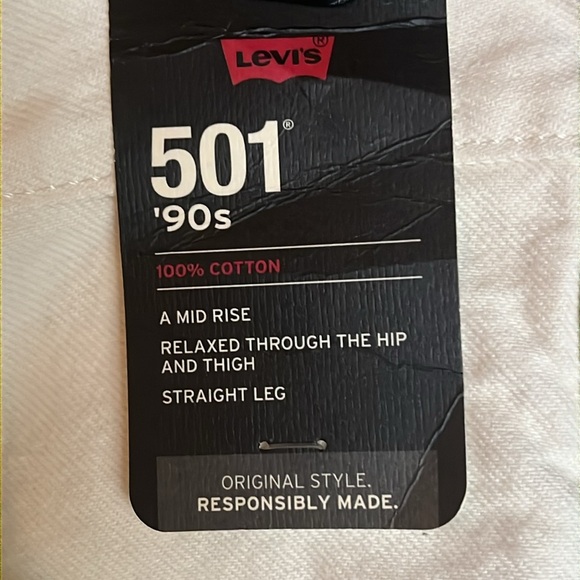 Levi's®
501®
'90s
100% COTTON
A MID RISE
RELAXED THROUGH THE HIP
AND THIGH
STRAIGHT LEG
ORIGINAL STYLE.
RESPONSIBLY MADE.